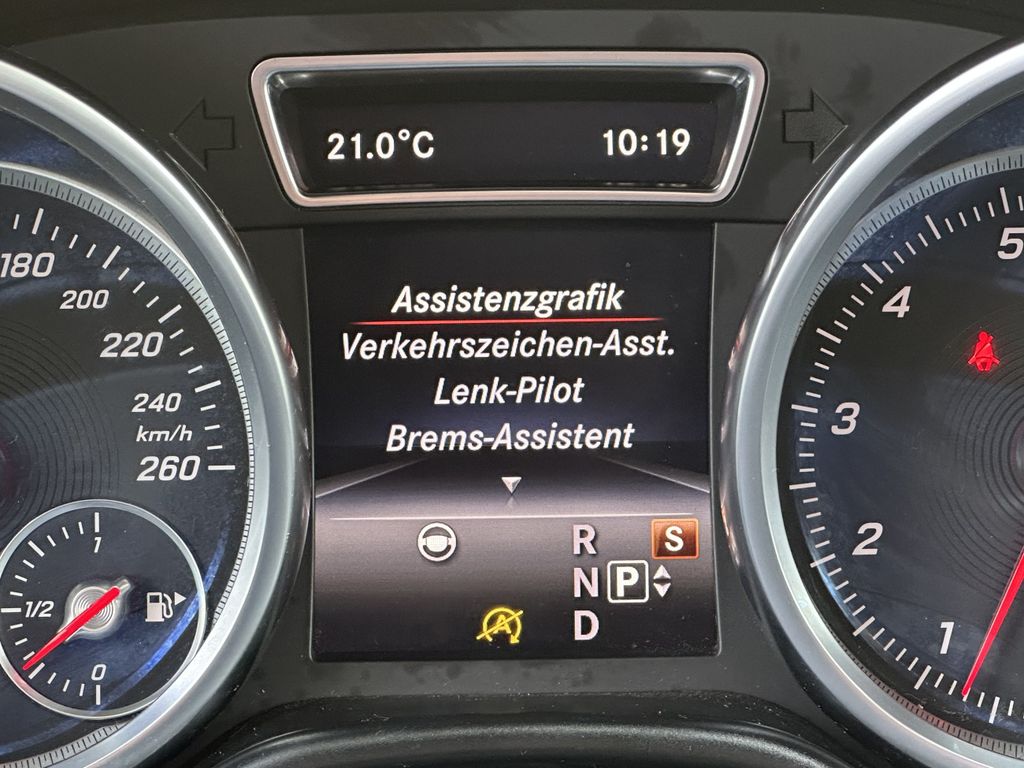 21.0°C 10:19
Assistenzgrafik
Verkehrszeichen-Asst.
Lenk-Pilot
Brems-Assistent
R S
N P
D
A
180
200
220
240
km/h
260
1
1/2
0
5
4
3
2
1